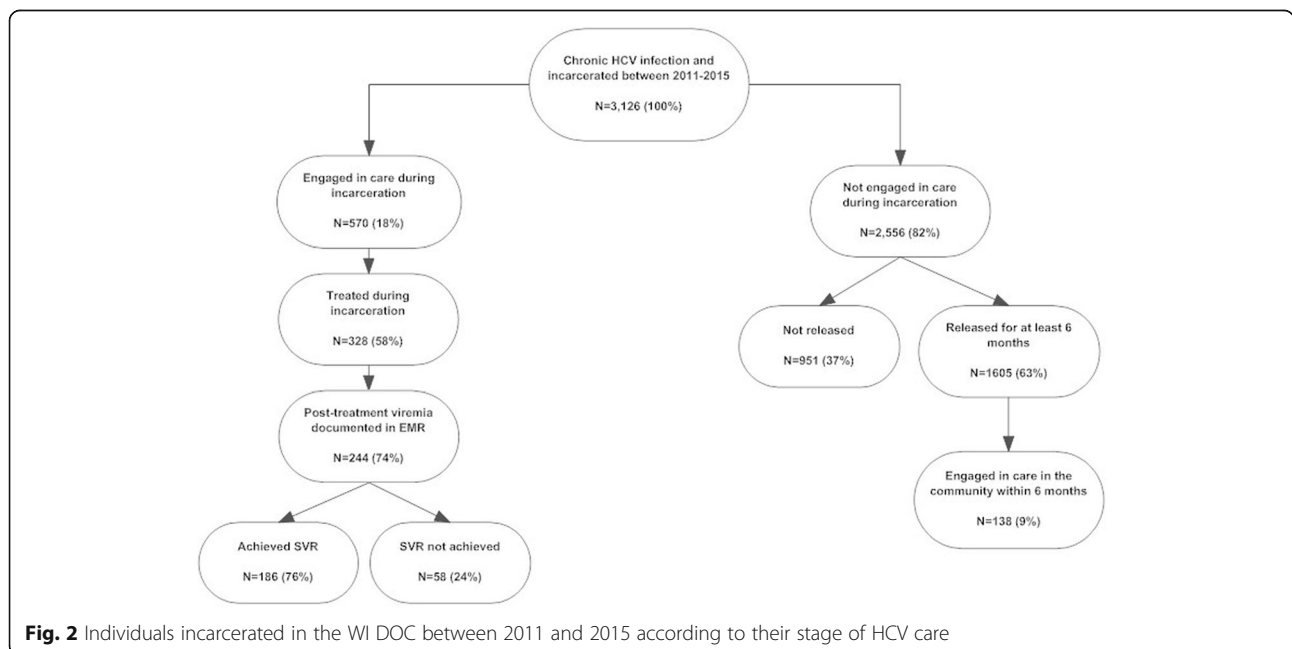 Chronic HCV infection and
incarcerated between 2011-2015
N=3,126 (100%)
Engaged in care during
incarceration
N=570 (18%)
Not engaged in care
during incarceration
N=2,556 (82%)
Treated during
incarceration
N=328 (58%)
Not released
N=951 (37%)
Released for at least 6
months
N=1605 (63%)
Post-treatment viremia
documented in EMR
N=244 (74%)
Engaged in care in the
community within 6 months
N=138 (9%)
Achieved SVR
N=186 (76%)
SVR not achieved
N=58 (24%)
Fig. 2 Individuals incarcerated in the WI DOC between 2011 and 2015 according to their stage of HCV care